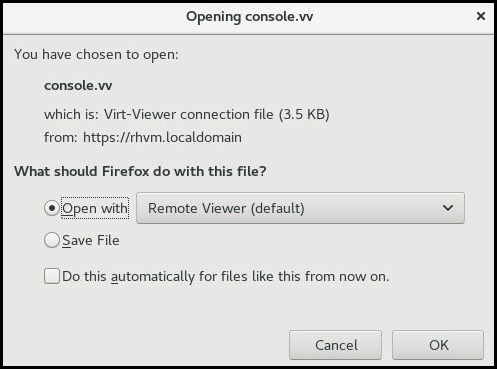 Opening console.vv
×
You have chosen to open:
console.vv
which is: Virt-Viewer connection file (3.5 KB)
from: https://rhvm.localdomain
What should Firefox do with this file?
Open with Remote Viewer (default)
Save File
Do this automatically for files like this from now on.
Cancel OK